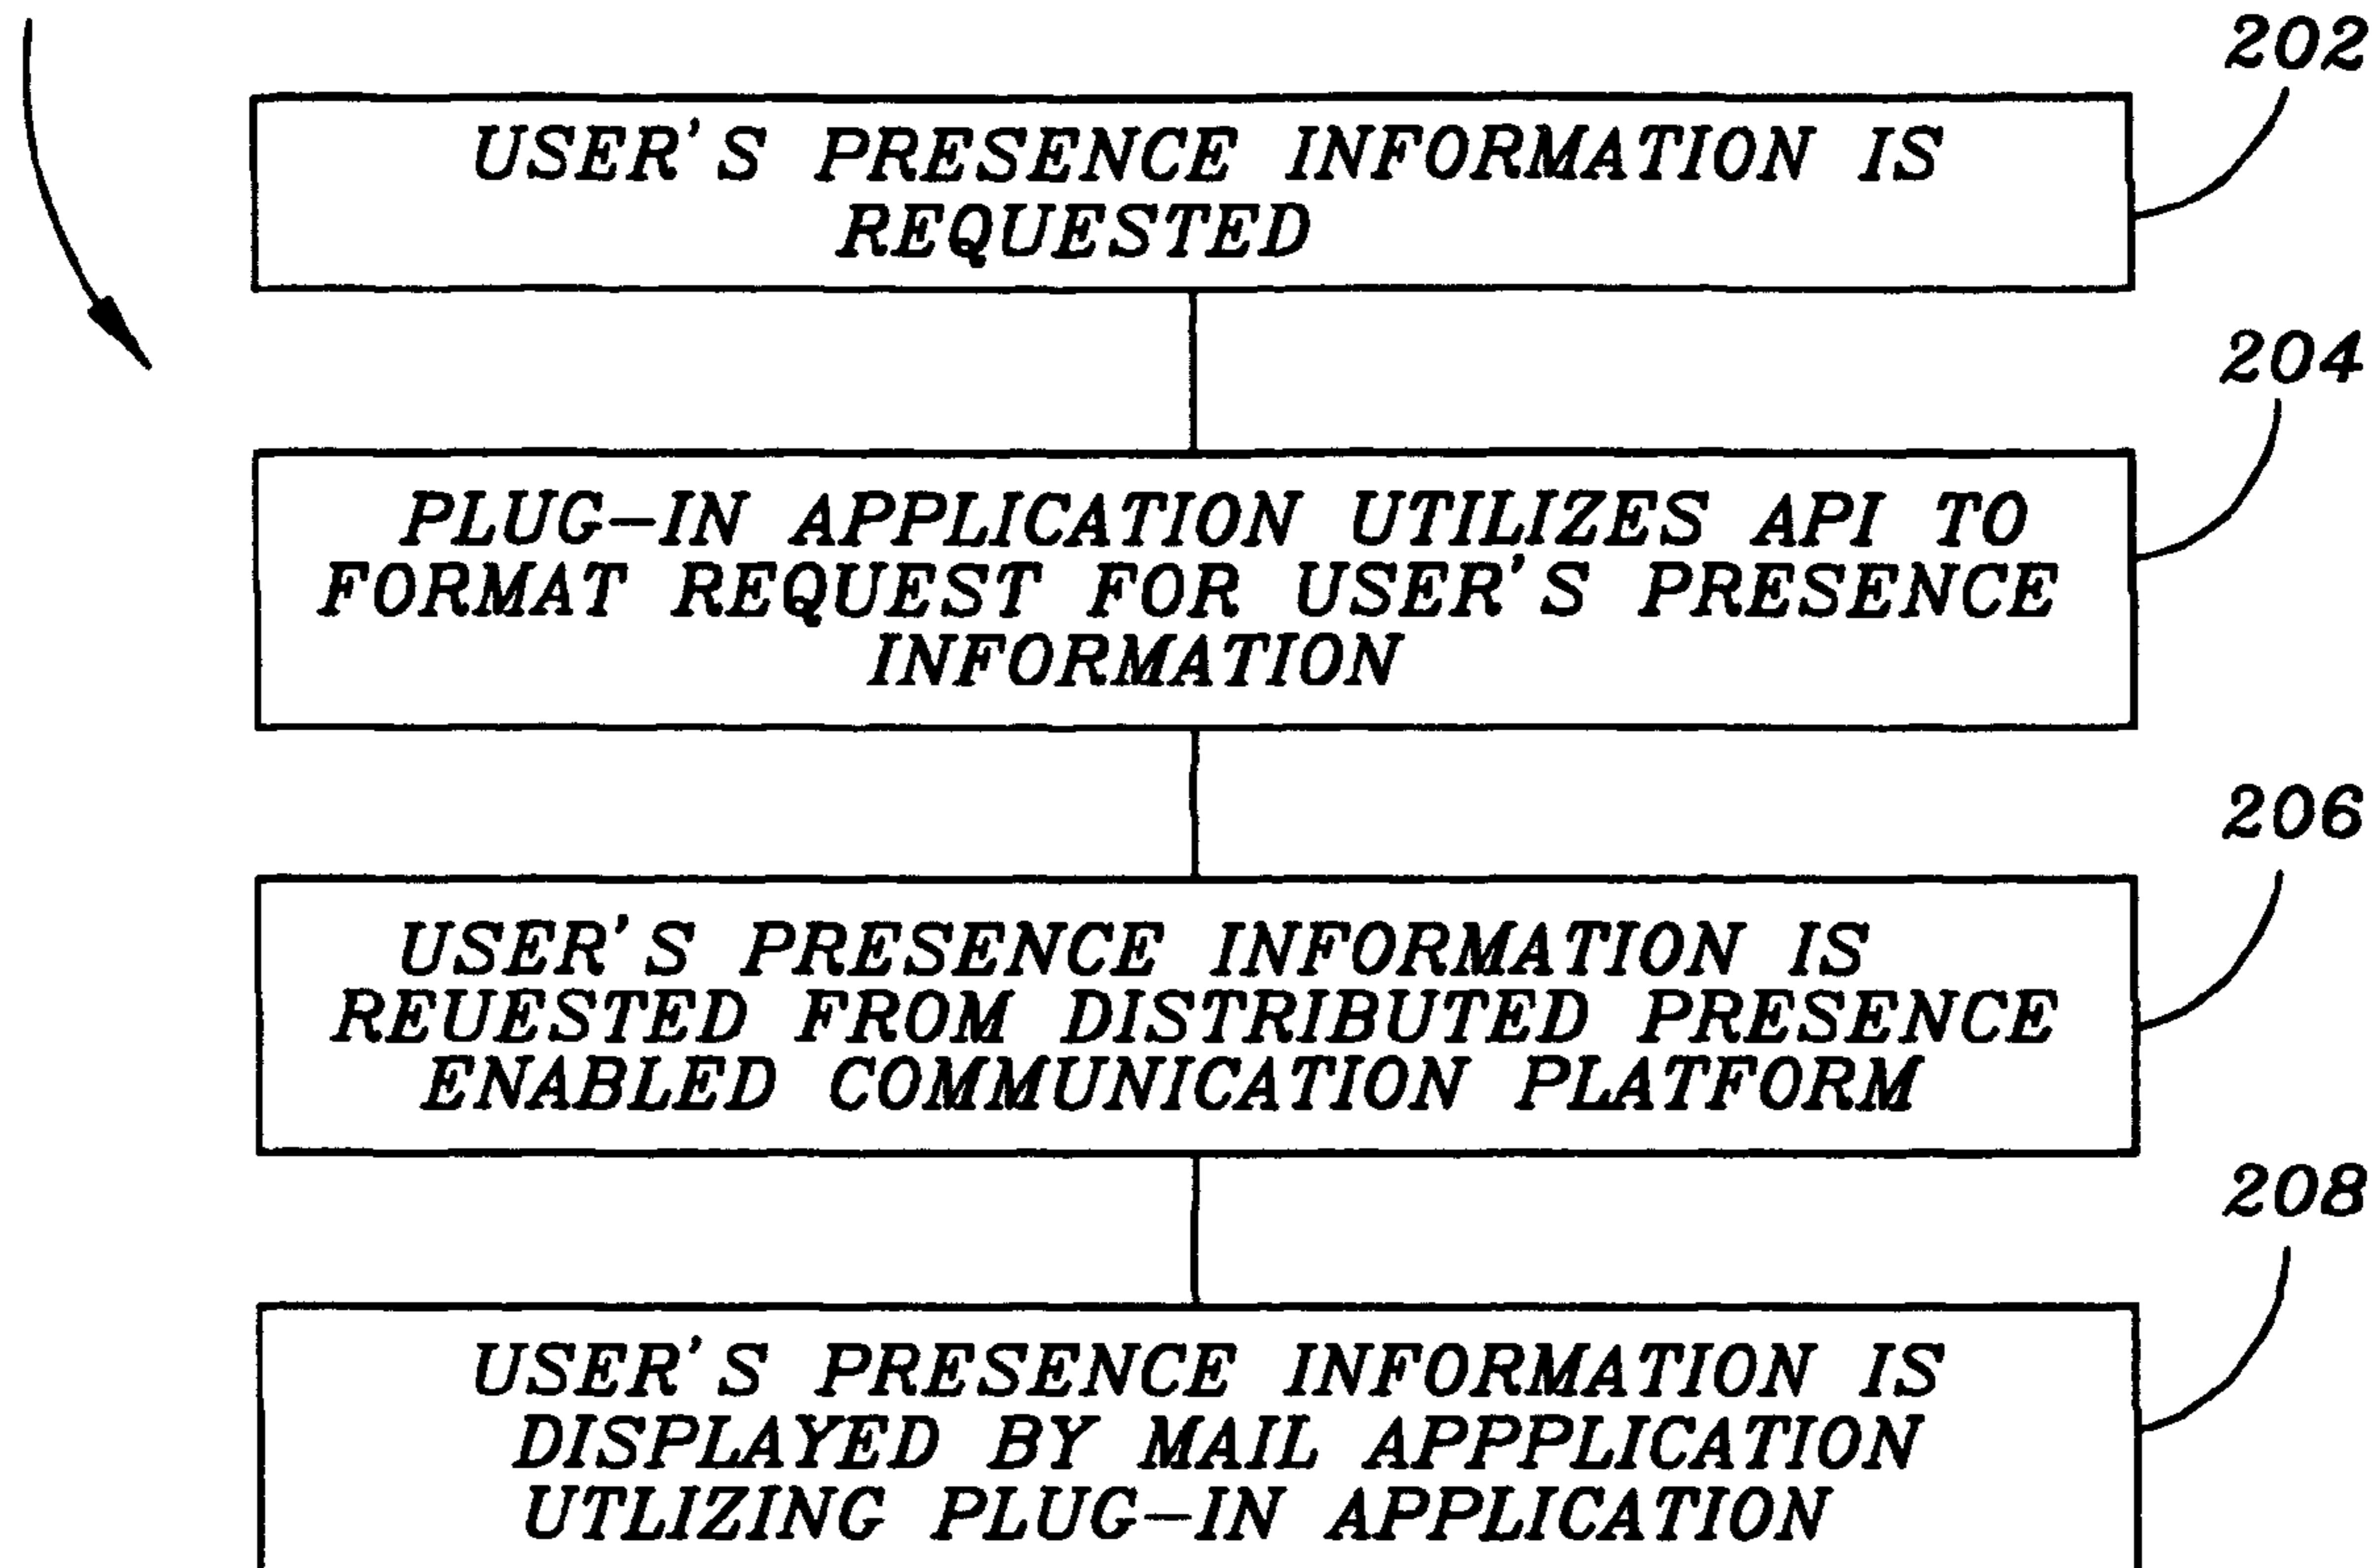 202
USER'S PRESENCE INFORMATION IS
REQUESTED
204
PLUG-IN APPLICATION UTILIZES API TO
FORMAT REQUEST FOR USER'S PRESENCE
INFORMATION
206
USER'S PRESENCE INFORMATION IS
REUESTED FROM DISTRIBUTED PRESENCE
ENABLED COMMUNICATION PLATFORM
208
USER'S PRESENCE INFORMATION IS
DISPLAYED BY MAIL APPPLICATION
UTLIZING PLUG-IN APPLICATION